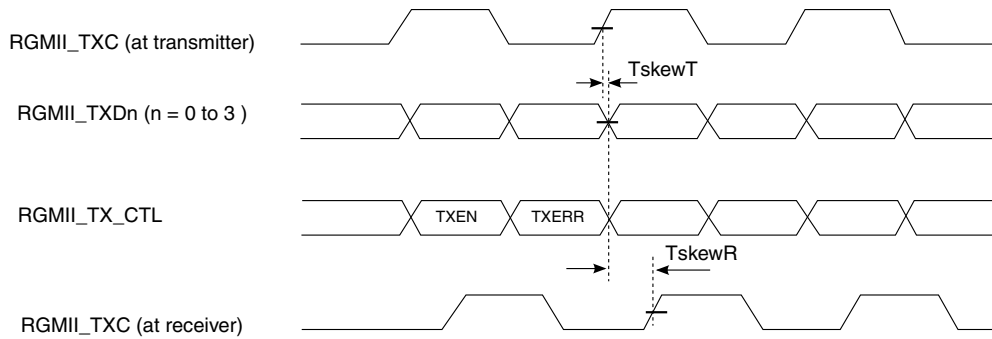 RGMII_TXC (at transmitter)
TskewT
RGMII_TXDn (n = 0 to 3 )
RGMII_TX_CTL
TXEN
TXERR
TskewR
RGMII_TXC (at receiver)